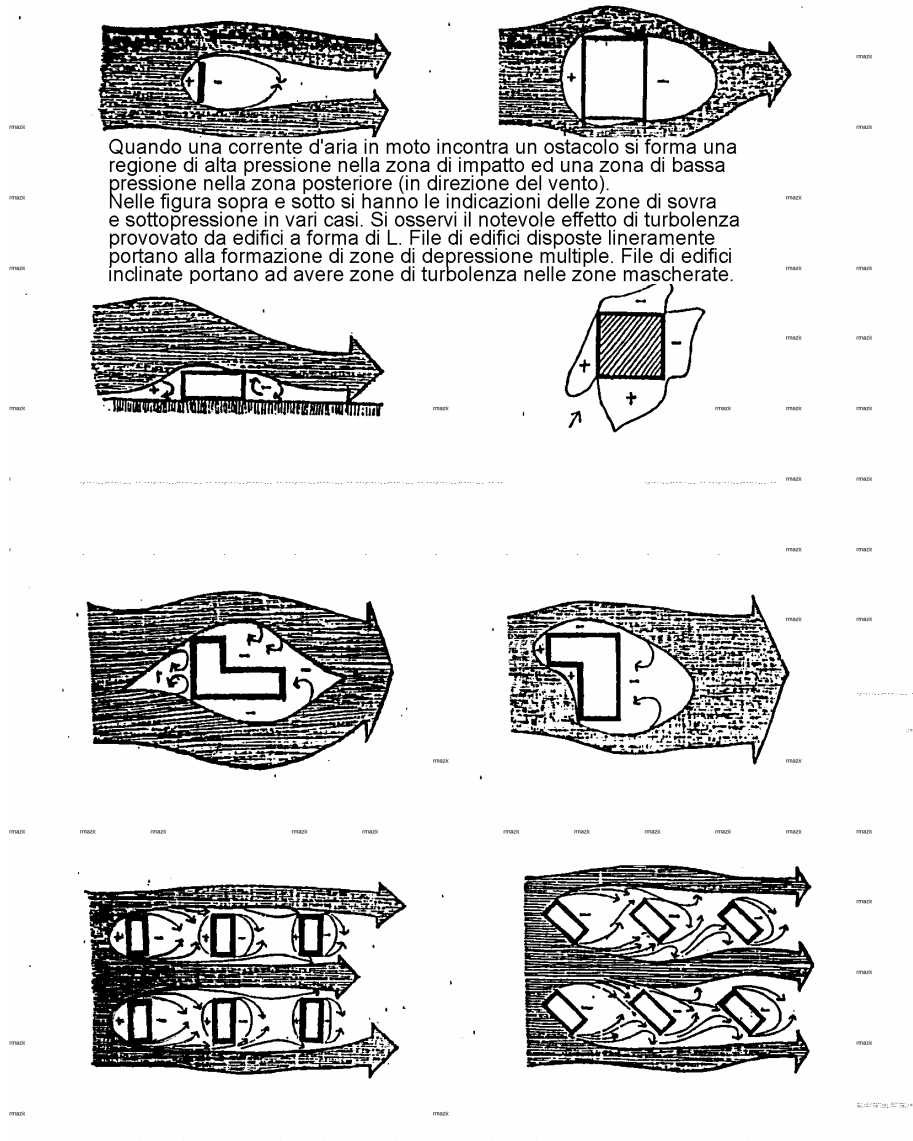 Quando una corrente d'aria in moto incontra un ostacolo si forma una
regione di alta pressione nella zona di impatto ed una zona di bassa
pressione nella zona posteriore (in direzione del vento).
Nelle figura sopra e sotto si hanno le indicazioni delle zone di sovra
e sottopressione in vari casi. Si osservi il notevole effetto di turbolenza
provovato da edifici a forma di L. File di edifici disposte lineramente
portano alla formazione di zone di depressione multiple. File di edifici
inclinate portano ad avere zone di turbolenza nelle zone mascherate.